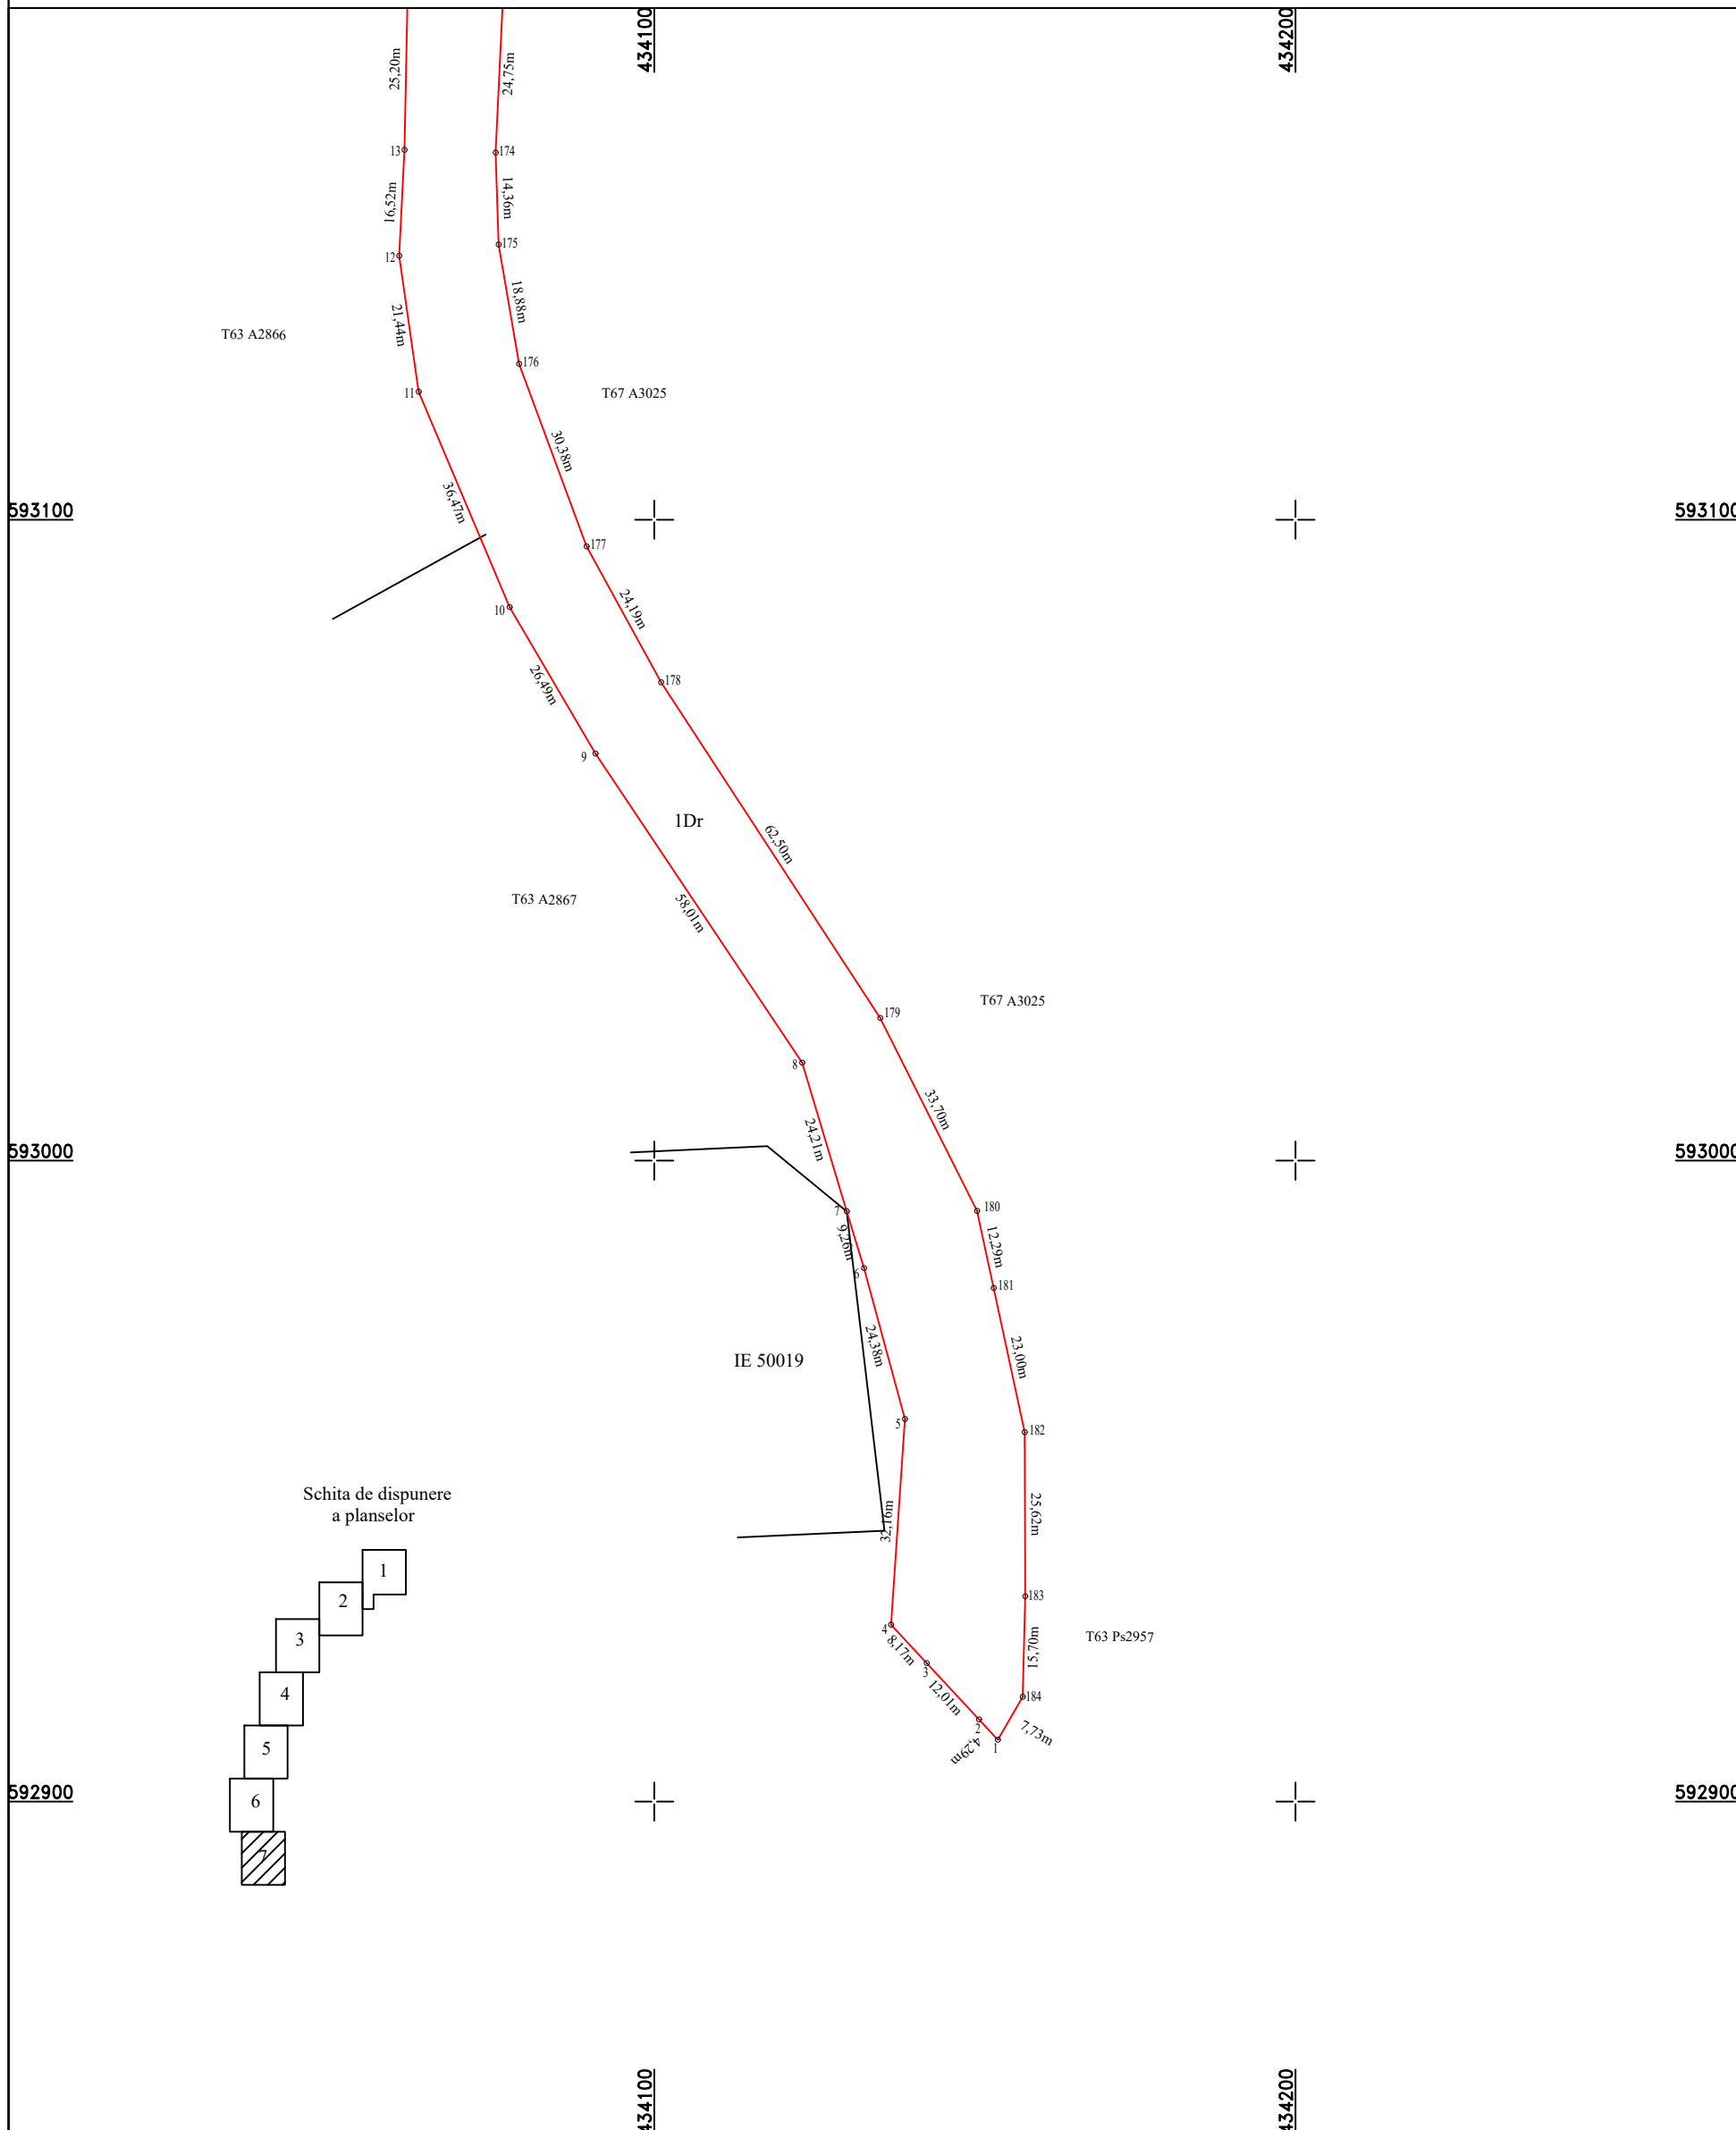 434100
434200
25,20m
24,75m
13
174
16,52m
14,36m
12
175
21,44m
18,88m
T63 A2866
176
11
T67 A3025
30,38m
36,47m
593100
593100
177
10
24,19m
26,49m
178
9
1Dr
62,50m
T63 A2867
58,01m
T67 A3025
179
8
33,70m
24,21m
593000
593000
7
180
9,26m
12,29m
6
181
24,38m
23,00m
IE 50019
5
182
Schita de dispunere
a planselor
32,16m
25,62m
1
2
3
4
5
6
7
183
4
8,17m
15,70m
T63 Ps2957
3
12,01m
184
2
4,29m
1
7,73m
592900
592900
434100
434200